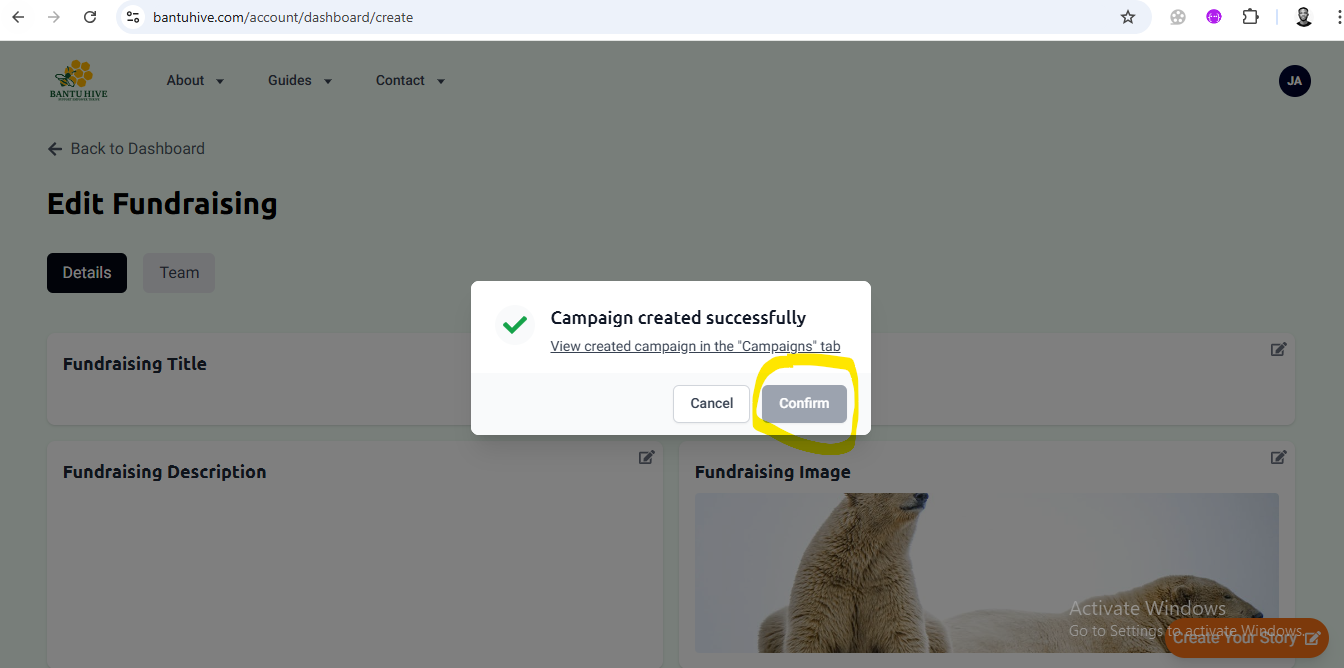 bantuhive.com/account/dashboard/create
BANTU HIVE
About
Guides
Contact
JA
Back to Dashboard
Edit Fundraising
Details
Team
Campaign created successfully
View created campaign in the "Campaigns" tab
Cancel
Confirm
Fundraising Title
Fundraising Description
Fundraising Image
Activate Windows
Go to Settings to activate Windows.
Create Your Story